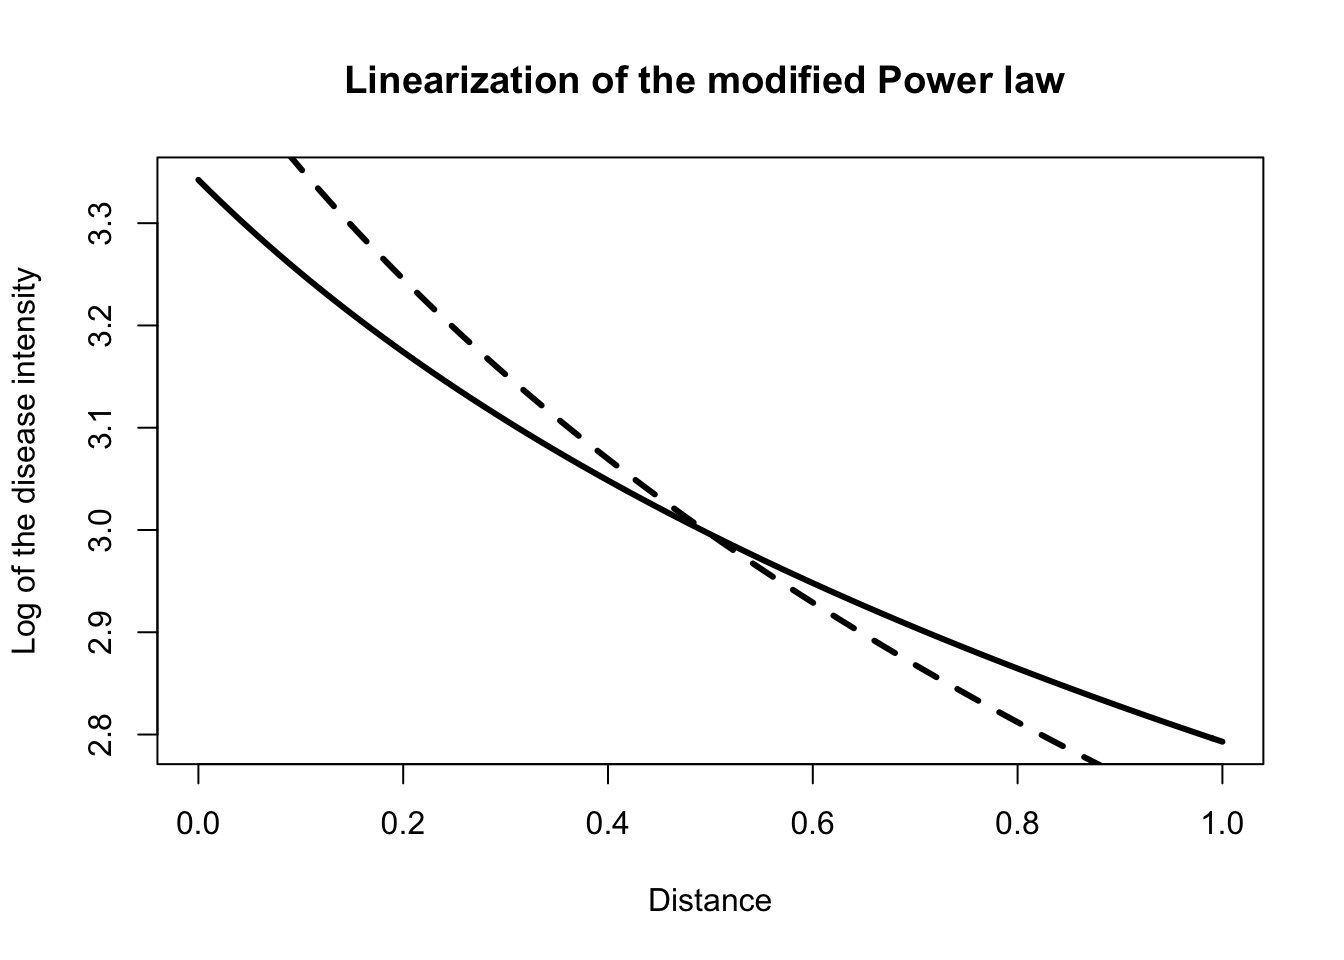 Linearization of the modified Power law
Log of the disease intensity
3.3
3.2
3.1
3.0
2.9
2.8
0.0 0.2 0.4 0.6 0.8 1.0
Distance